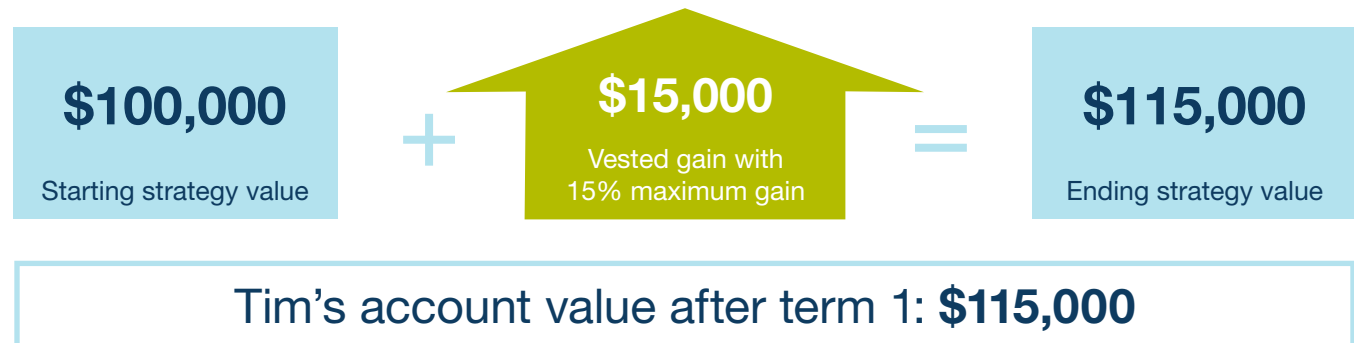 $100,000
Starting strategy value
+
$15,000
Vested gain with
15% maximum gain
=
$115,000
Ending strategy value
Tim’s account value after term 1: $115,000